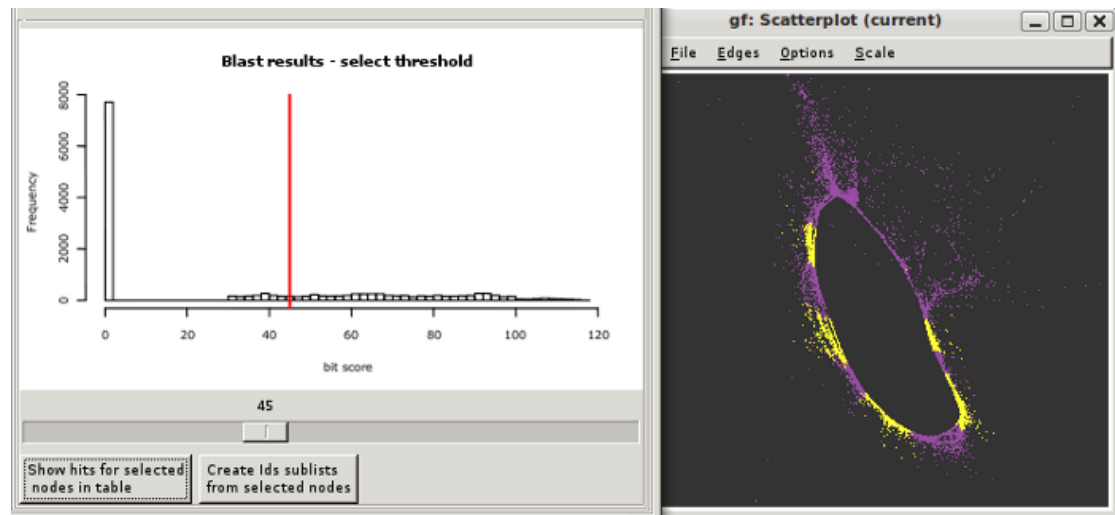 Blast results - select threshold
8000
6000
4000
2000
0
Frequency
0 20 40 60 80 100 120
bit score
45
Show hits for selected
nodes in table
Create Ids sublists
from selected nodes
gf: Scatterplot (current)
File Edges Options Scale